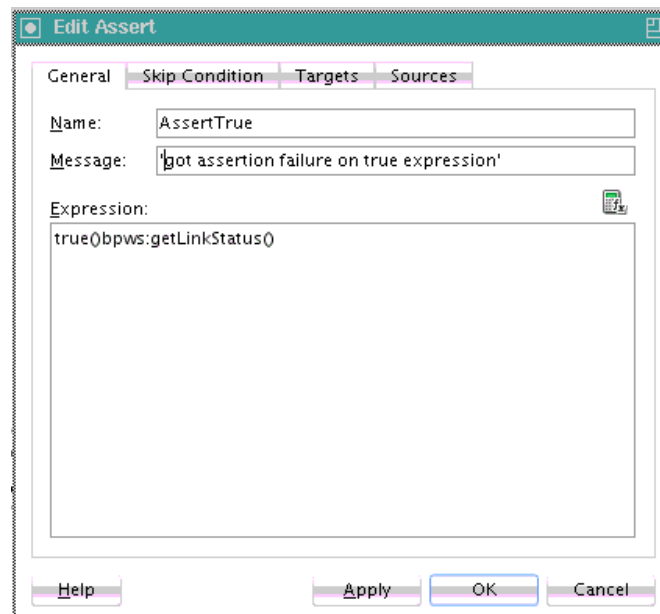 Edit Assert
General Skip Condition Targets Sources
Name: AssertTrue
Message: 'got assertion failure on true expression'
Expression:
true()bpws:getLinkStatus()
Help Apply OK Cancel